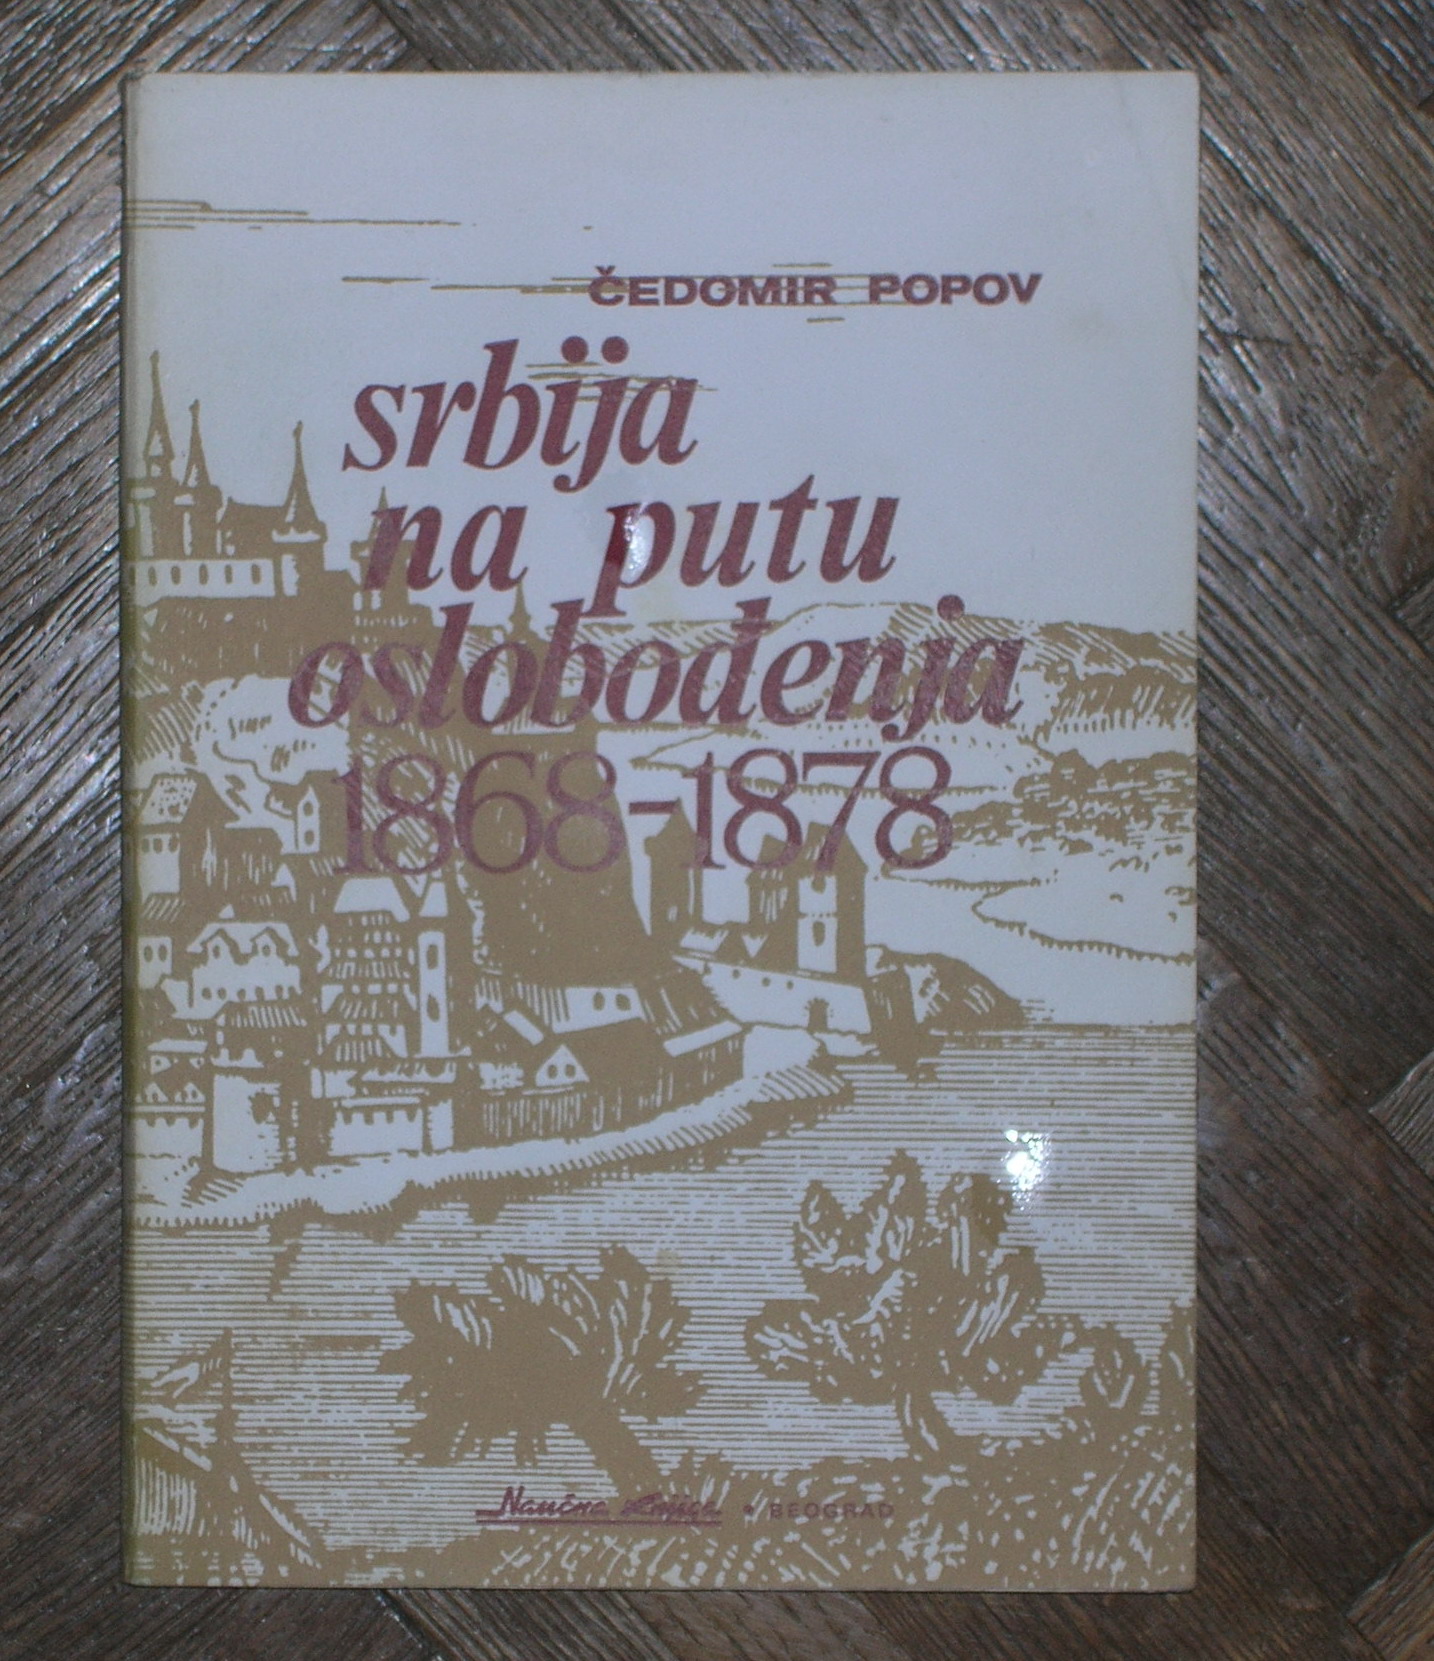 ČEDOMIR POPOV
srbija
na putu
oslobođenja
1868-1878
Naučna knjiga • BEOGRAD